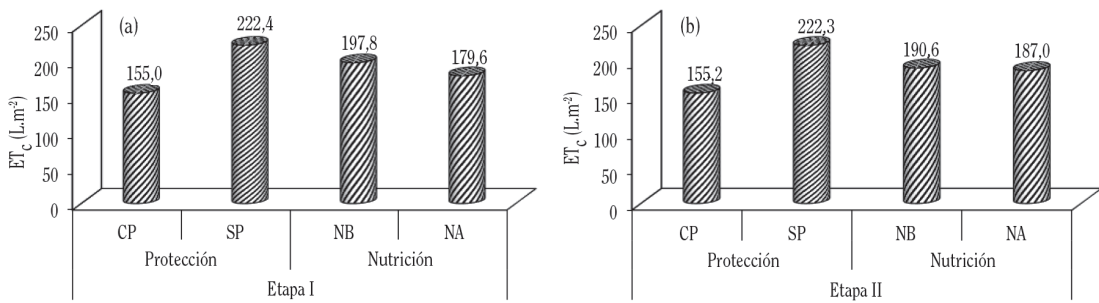 (a)
ET_c (L.m⁻²)
250
200
150
100
50
0
155,0
222,4
197,8
179,6
CP SP NB NA
Protección Nutrición
Etapa I
(b)
ET_c (L.m⁻²)
250
200
150
100
50
0
155,2
222,3
190,6
187,0
CP SP NB NA
Protección Nutrición
Etapa II